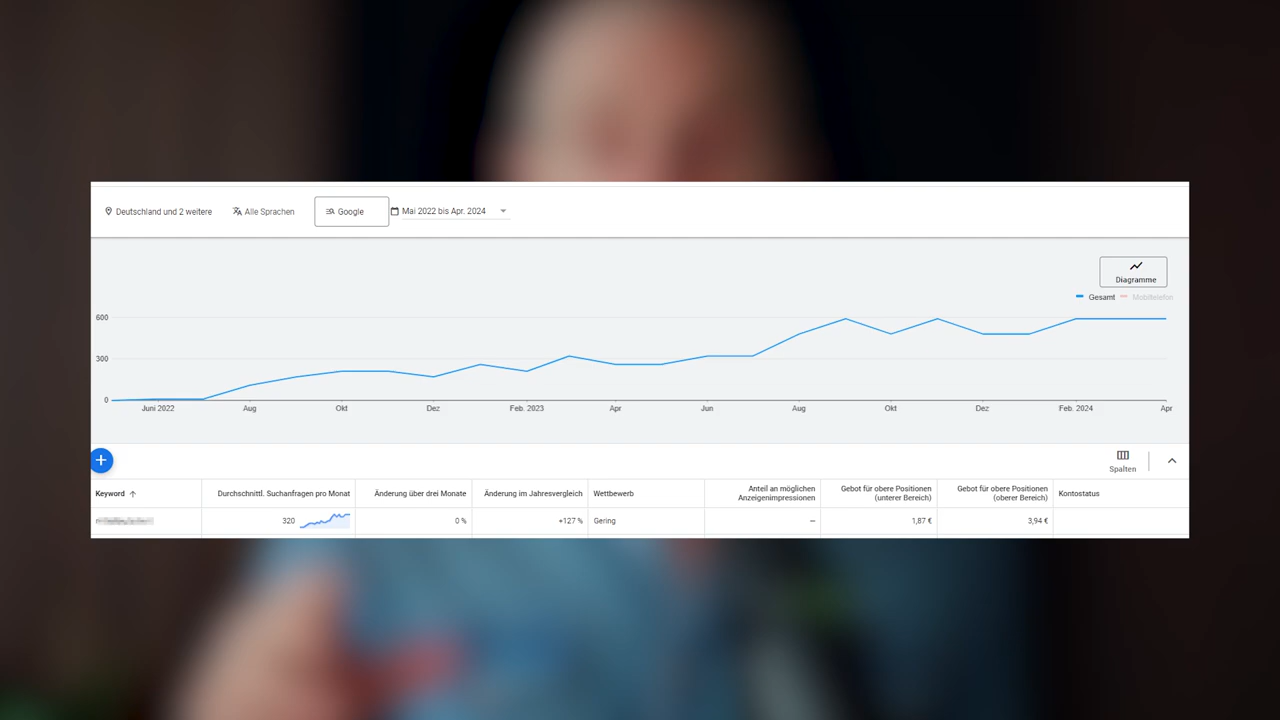 Deutschland und 2 weitere Alle Sprachen Google Mai 2022 bis Apr. 2024
Diagramme
Gesamt Mobiltelefon
600
300
0
Juni 2022 Aug Okt Dez Feb. 2023 Apr Jun Aug Okt Dez Feb. 2024 Apr
Spalten
Keyword Durchschnittl. Suchanfragen pro Monat Änderung über drei Monate Änderung im Jahresvergleich Wettbewerb Anteil an möglichen Anzeigenimpressionen Gebot für obere Positionen (unterer Bereich) Gebot für obere Positionen (oberer Bereich) Kontostatus
320 0 % +127 % Gering – 1,87 € 3,94 €